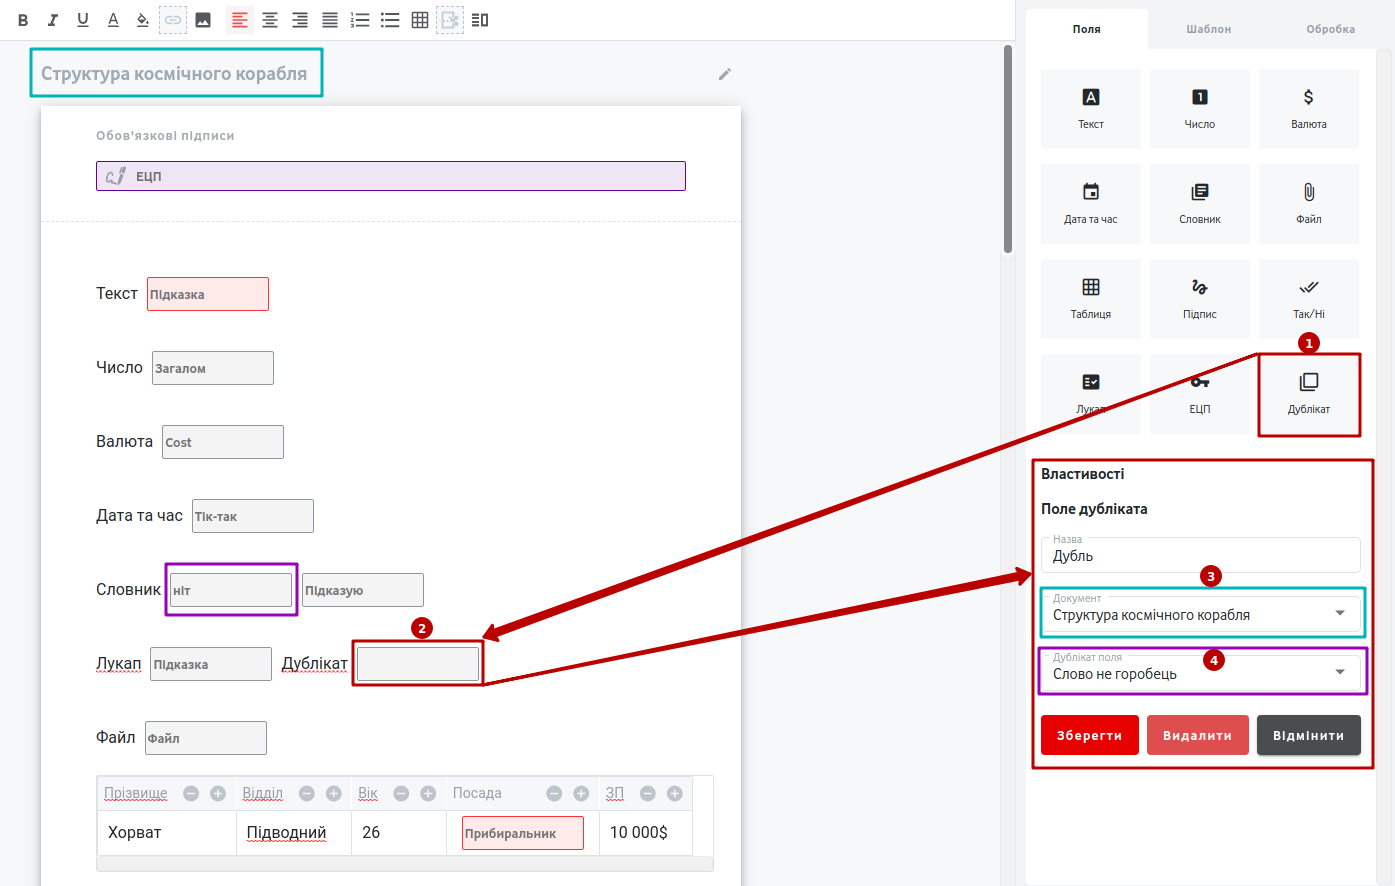 B I U A
Структура космічного корабля
Обов'язкові підписи
ЕЦП
Текст Підказка
Число Загалом
Валюта Cost
Дата та час Тік-так
Словник ніт Підказую
2
Лукап Підказка Дублікат
Файл Файл
Прізвище Відділ Вік Посада ЗП
Хорват Підводний 26 Прибиральник 10 000$
Поля Шаблон Обробка
Текст Число Валюта
Дата та час Словник Файл
Таблиця Підпис Так/Ні
1
Лукап ЕЦП Дублікат
Властивості
Поле дубліката
Назва
Дубль
3
Документ
Структура космічного корабля
Дублікат поля 4
Слово не горобець
Зберегти Видалити Відмінити